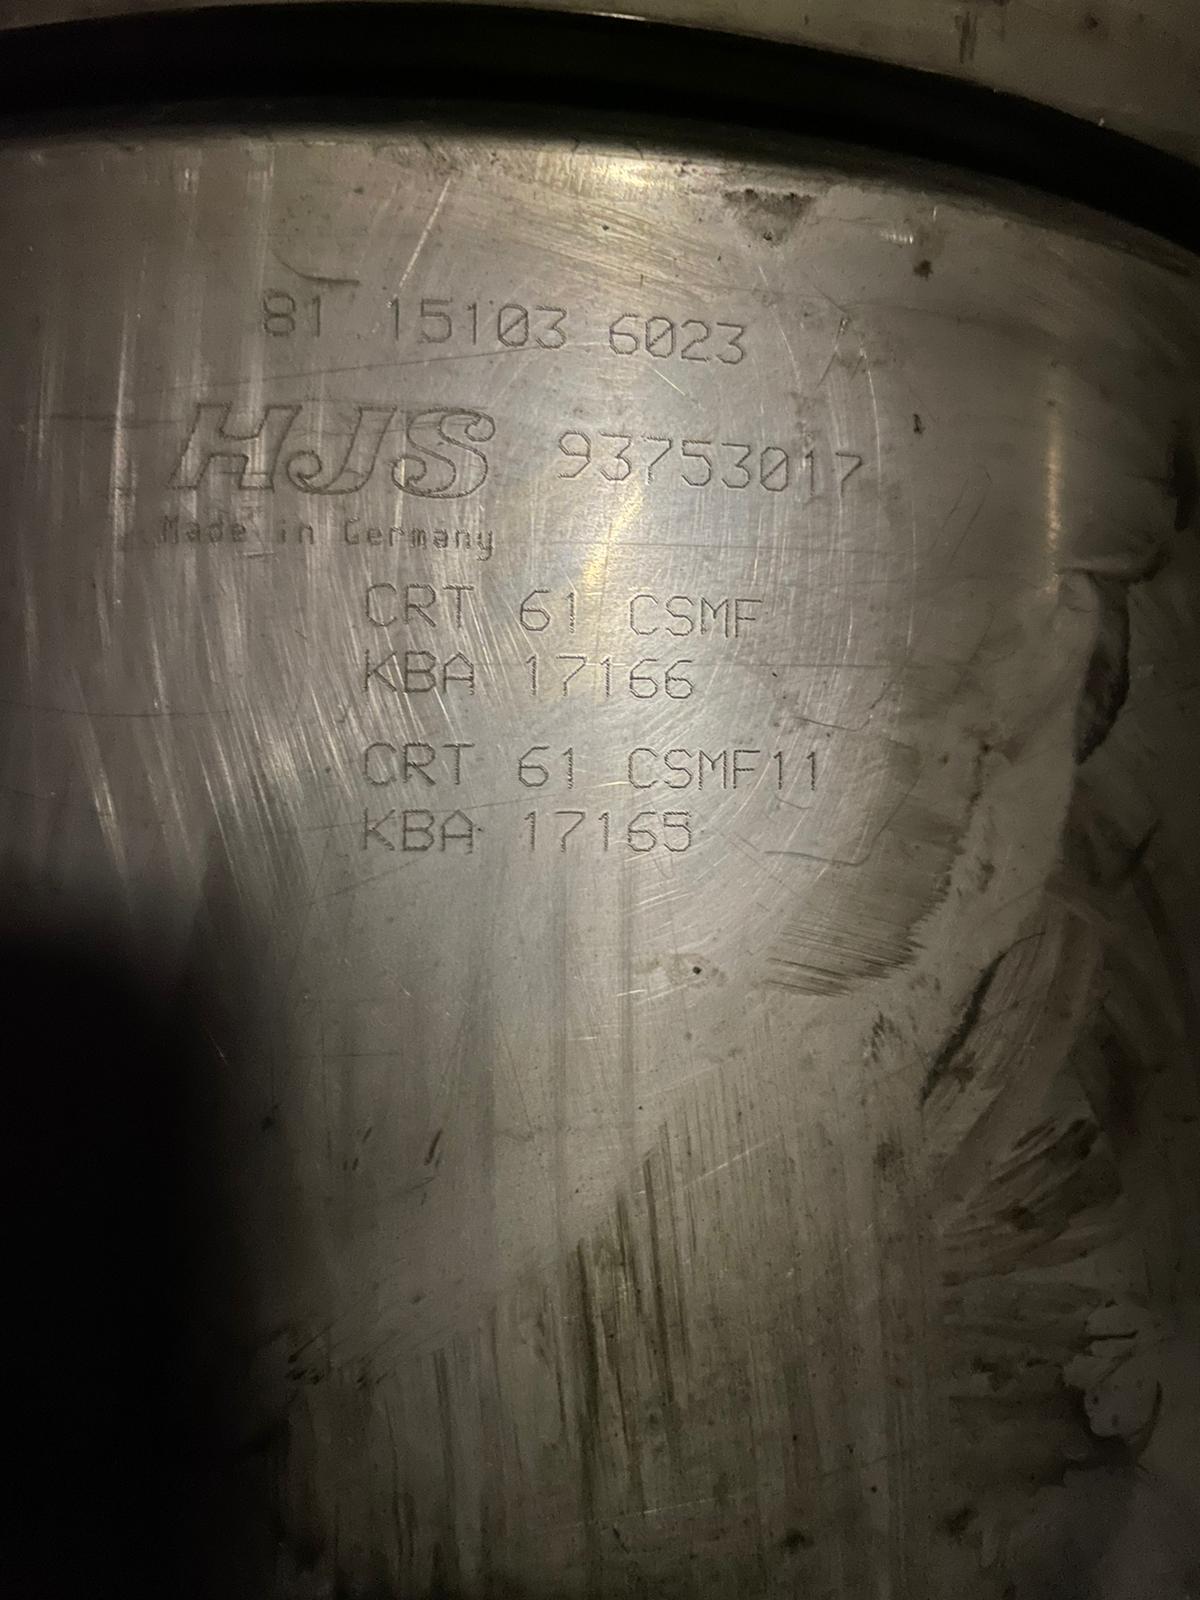 81 15103 6023
HJS 93753017
Made in Germany
CRT 61 CSMF
KBA 17166
CRT 61 CSMF11
KBA 17165